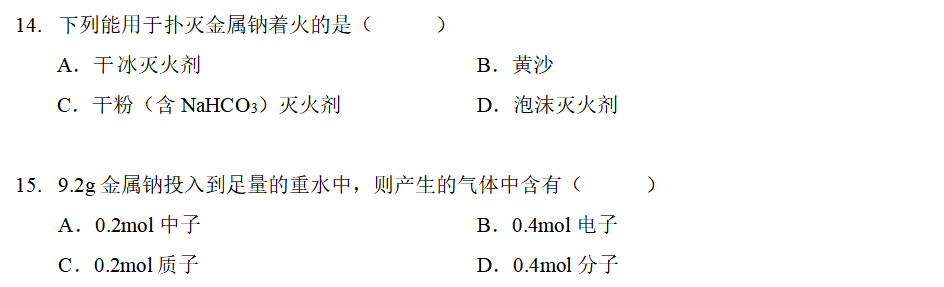 14. 下列能用于扑灭金属钠着火的是（ ）
A. 干冰灭火剂 B. 黄沙
C. 干粉（含 NaHCO₃）灭火剂 D. 泡沫灭火剂
15. 9.2g 金属钠投入到足量的重水中，则产生的气体中含有（ ）
A. 0.2mol 中子 B. 0.4mol 电子
C. 0.2mol 质子 D. 0.4mol 分子